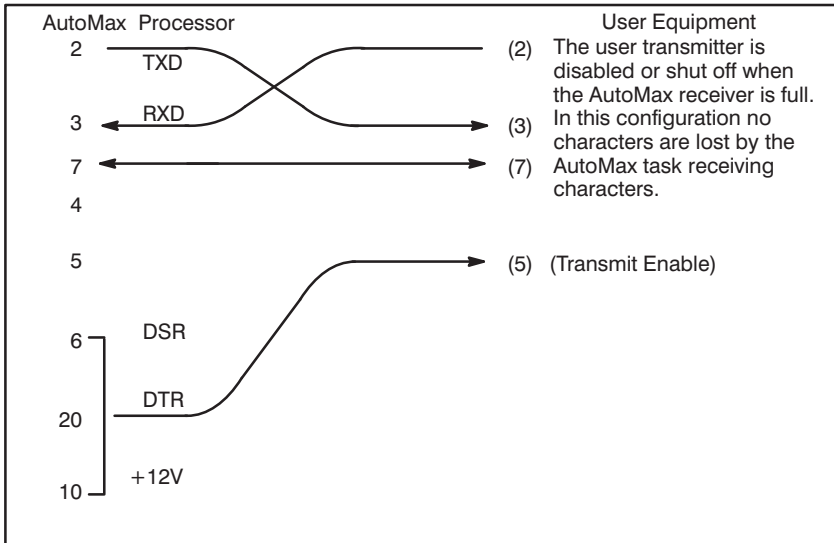 AutoMax Processor User Equipment
2 TXD (2) The user transmitter is
disabled or shut off when
the AutoMax receiver is full.
3 RXD (3) In this configuration no
characters are lost by the
7 (7) AutoMax task receiving
characters.
4
5 (5) (Transmit Enable)
6 DSR
20 DTR
10 +12V